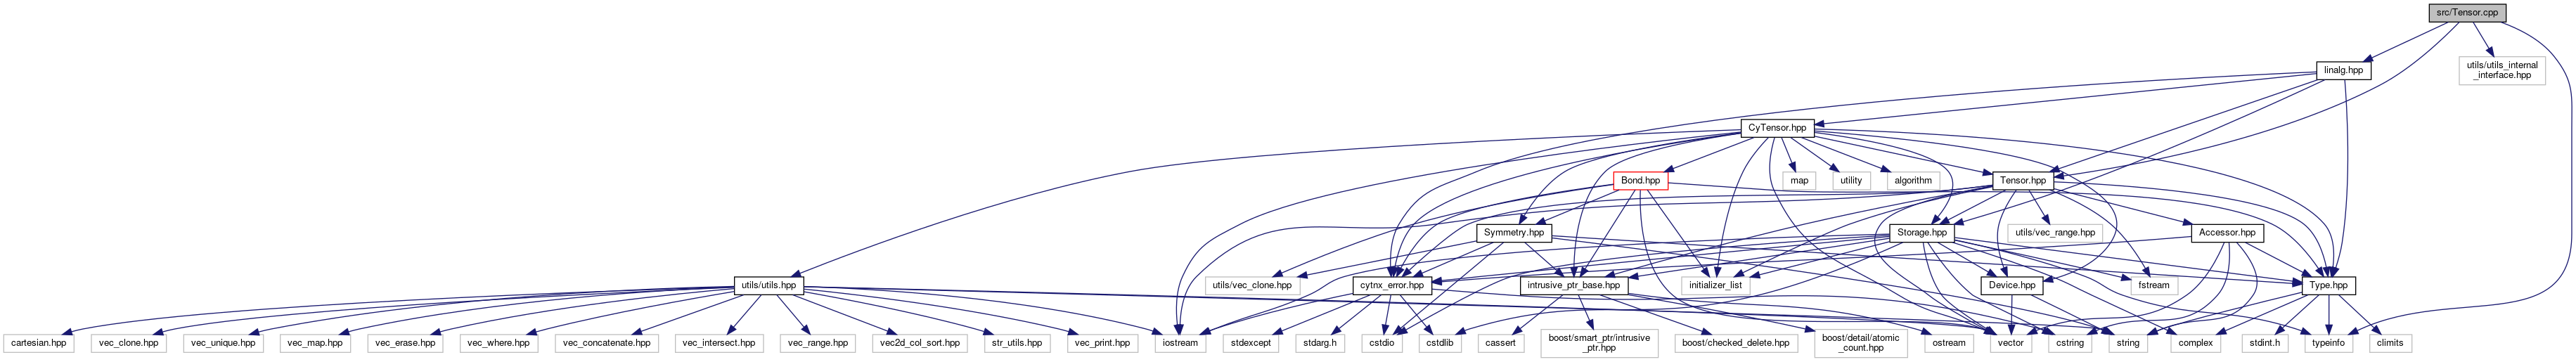 src/Tensor.cpp
linalg.hpp
utils/utils_internal
_interface.hpp
CyTensor.hpp
Bond.hpp
map
utility
algorithm
Tensor.hpp
Symmetry.hpp
Storage.hpp
utils/vec_range.hpp
Accessor.hpp
utils/utils.hpp
utils/vec_clone.hpp
cytnx_error.hpp
intrusive_ptr_base.hpp
initializer_list
Device.hpp
fstream
Type.hpp
cartesian.hpp
vec_clone.hpp
vec_unique.hpp
vec_map.hpp
vec_erase.hpp
vec_where.hpp
vec_concatenate.hpp
vec_intersect.hpp
vec_range.hpp
vec2d_col_sort.hpp
str_utils.hpp
vec_print.hpp
iostream
stdexcept
stdarg.h
cstdio
cstdlib
cassert
boost/smart_ptr/intrusive
_ptr.hpp
boost/checked_delete.hpp
boost/detail/atomic
_count.hpp
ostream
vector
cstring
string
complex
stdint.h
typeinfo
climits